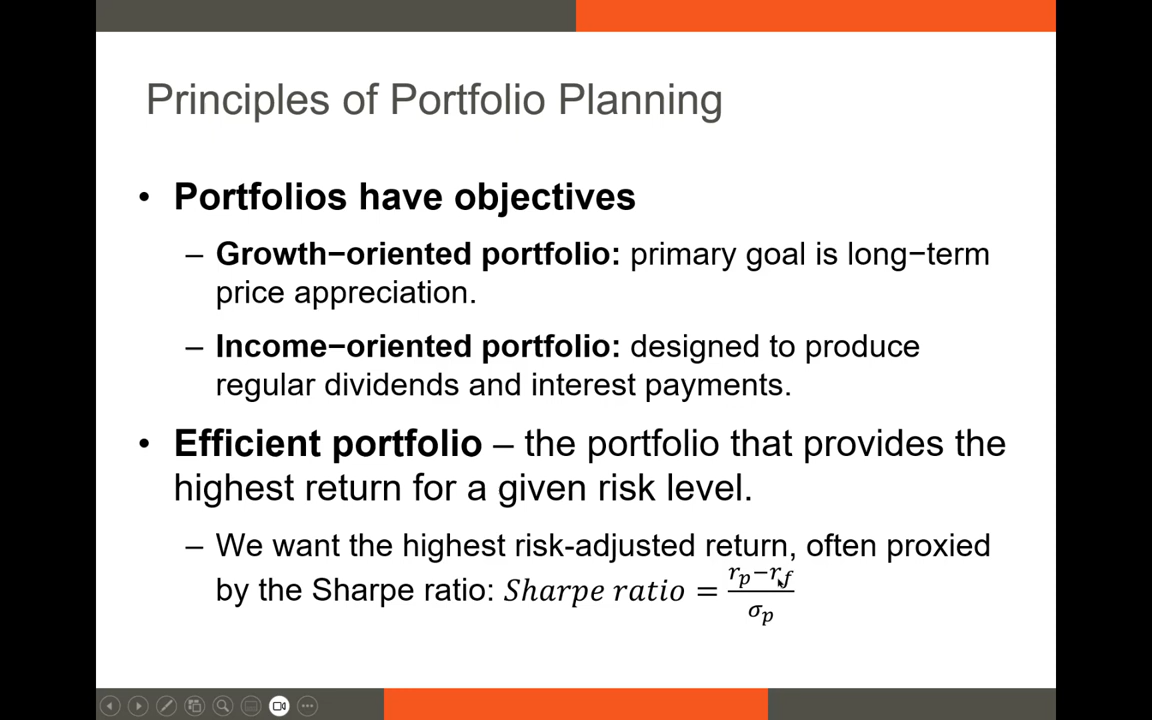 Principles of Portfolio Planning
• Portfolios have objectives
– Growth−oriented portfolio: primary goal is long−term
price appreciation.
– Income−oriented portfolio: designed to produce
regular dividends and interest payments.
• Efficient portfolio – the portfolio that provides the
highest return for a given risk level.
– We want the highest risk-adjusted return, often proxied
by the Sharpe ratio: Sharpe ratio = (r_p − r_f) / σ_p